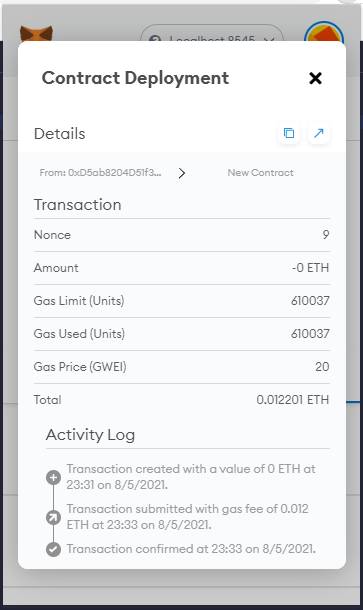 Localhost 8545
Contract Deployment
Details
From: 0xD5ab8204D51f3...
New Contract
Transaction
Nonce 9
Amount -0 ETH
Gas Limit (Units) 610037
Gas Used (Units) 610037
Gas Price (GWEI) 20
Total 0.012201 ETH
Activity Log
Transaction created with a value of 0 ETH at
23:31 on 8/5/2021.
Transaction submitted with gas fee of 0.012
ETH at 23:33 on 8/5/2021.
Transaction confirmed at 23:33 on 8/5/2021.